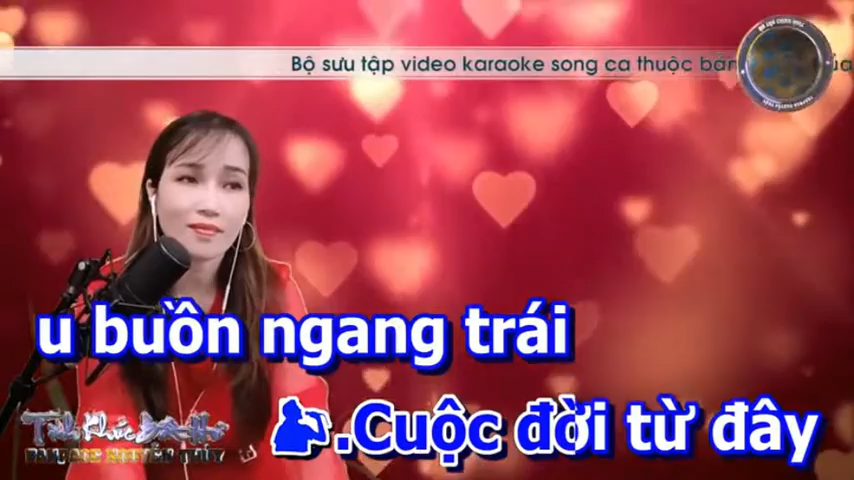 Bộ sưu tập video karaoke song ca thuộc bản
u buồn ngang trái
.Cuộc đời từ đây